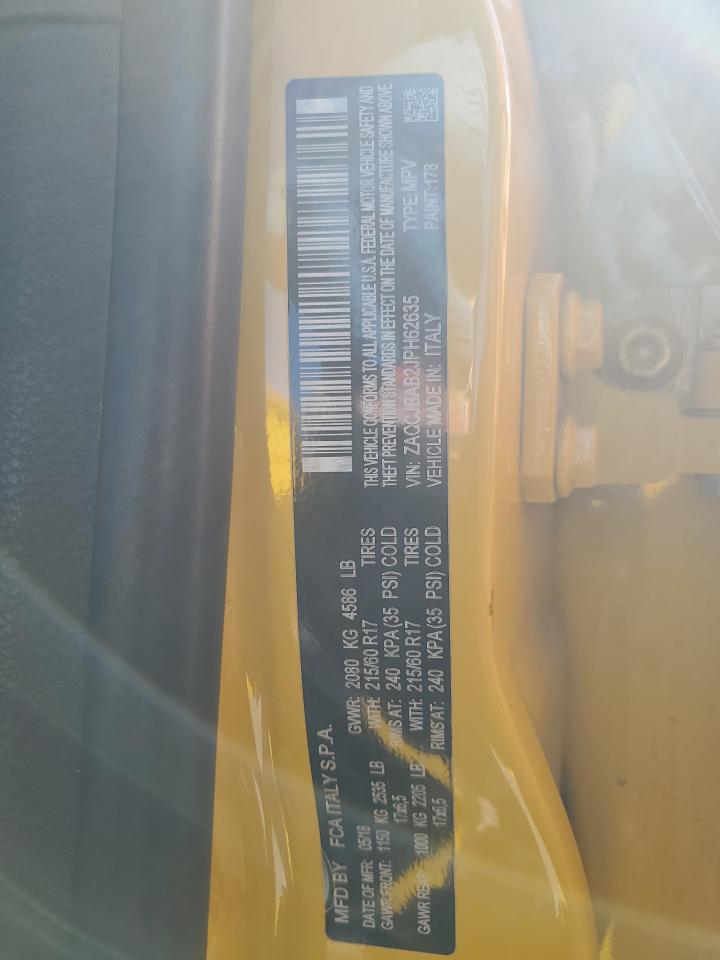 MFD BY FCA ITALY S.P.A.
DATE OF MFR: 05/18 GVWR: 2080 KG 4586 LB
GAWR FRONT: 1150 KG 2535 LB WITH: 215/60 R17 TIRES
17x6,5 RIMS AT: 240 KPA(35 PSI) COLD
GAWR REAR: 1000 KG 2205 LB WITH: 215/60 R17 TIRES
17x6,5 RIMS AT: 240 KPA(35 PSI) COLD
THIS VEHICLE CONFORMS TO ALL APPLICABLE U.S.A. FEDERAL MOTOR VEHICLE SAFETY AND
THEFT PREVENTION STANDARDS IN EFFECT ON THE DATE OF MANUFACTURE SHOWN ABOVE
VIN: ZACCJBAB2JPH62635 TYPE: MPV
VEHICLE MADE IN: ITALY PAINT:178